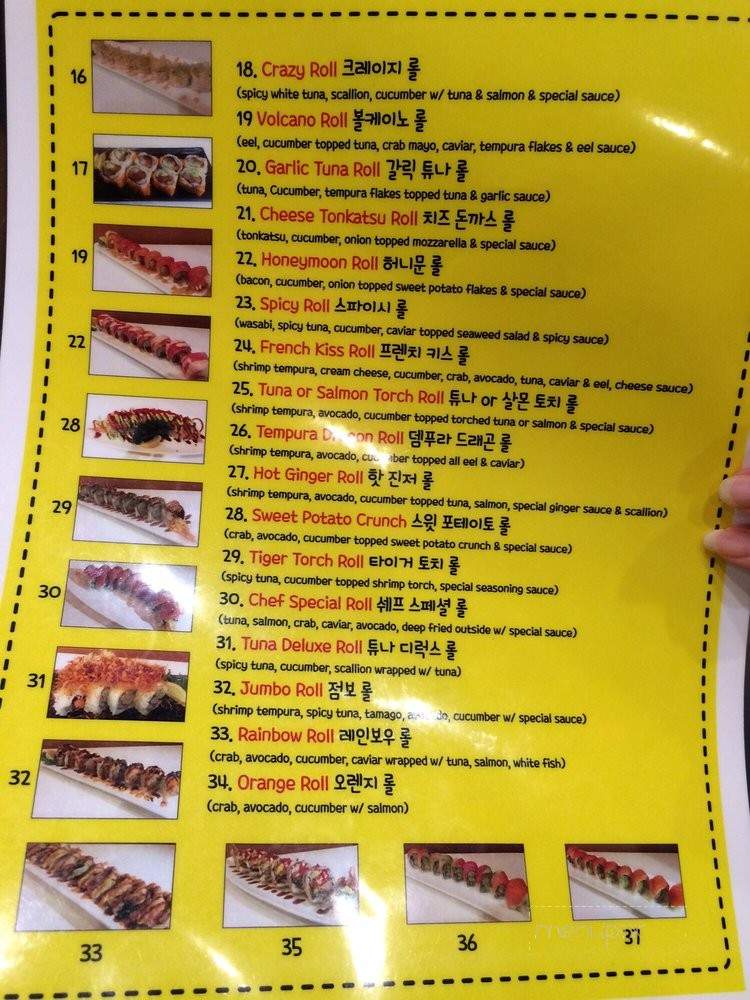 16
17
19
22
28
29
30
31
32
18. Crazy Roll 크레이지 롤
(spicy white tuna, scallion, cucumber w/ tuna & salmon & special sauce)
19 Volcano Roll 볼케이노 롤
(eel, cucumber topped tuna, crab mayo, caviar, tempura flakes & eel sauce)
20. Garlic Tuna Roll 갈릭 튜나 롤
(tuna, Cucumber, tempura flakes topped tuna & garlic sauce)
21. Cheese Tonkatsu Roll 치즈 돈까스 롤
(tonkatsu, cucumber, onion topped mozzarella & special sauce)
22. Honeymoon Roll 허니문 롤
(bacon, cucumber, onion topped sweet potato flakes & special sauce)
23. Spicy Roll 스파이시 롤
(wasabi, spicy tuna, cucumber, caviar topped seaweed salad & spicy sauce)
24. French Kiss Roll 프렌치 키스 롤
(shrimp tempura, cream cheese, cucumber, crab, avocado, tuna, caviar & eel, cheese sauce)
25. Tuna or Salmon Torch Roll 튜나 or 살몬 토치 롤
(shrimp tempura, avocado, cucumber topped torched tuna or salmon & special sauce)
26. Tempura Dragon Roll 뎀푸라 드래곤 롤
(shrimp tempura, avocado, cucumber topped all eel & caviar)
27. Hot Ginger Roll 핫 진저 롤
(shrimp tempura, avocado, cucumber topped tuna, salmon, special ginger sauce & scallion)
28. Sweet Potato Crunch 스윗 포테이토 롤
(crab, avocado, cucumber topped sweet potato crunch & special sauce)
29. Tiger Torch Roll 타이거 토치 롤
(spicy tuna, cucumber topped shrimp torch, special seasoning sauce)
30. Chef Special Roll 쉐프 스페셜 롤
(tuna, salmon, crab, caviar, avocado, deep fried outside w/ special sauce)
31. Tuna Deluxe Roll 튜나 디럭스 롤
(spicy tuna, cucumber, scallion wrapped w/ tuna)
32. Jumbo Roll 점보 롤
(shrimp tempura, spicy tuna, tamago, avocado, cucumber w/ special sauce)
33. Rainbow Roll 레인보우 롤
(crab, avocado, cucumber, caviar wrapped w/ tuna, salmon, white fish)
34. Orange Roll 오렌지 롤
(crab, avocado, cucumber w/ salmon)
33
35
36
37